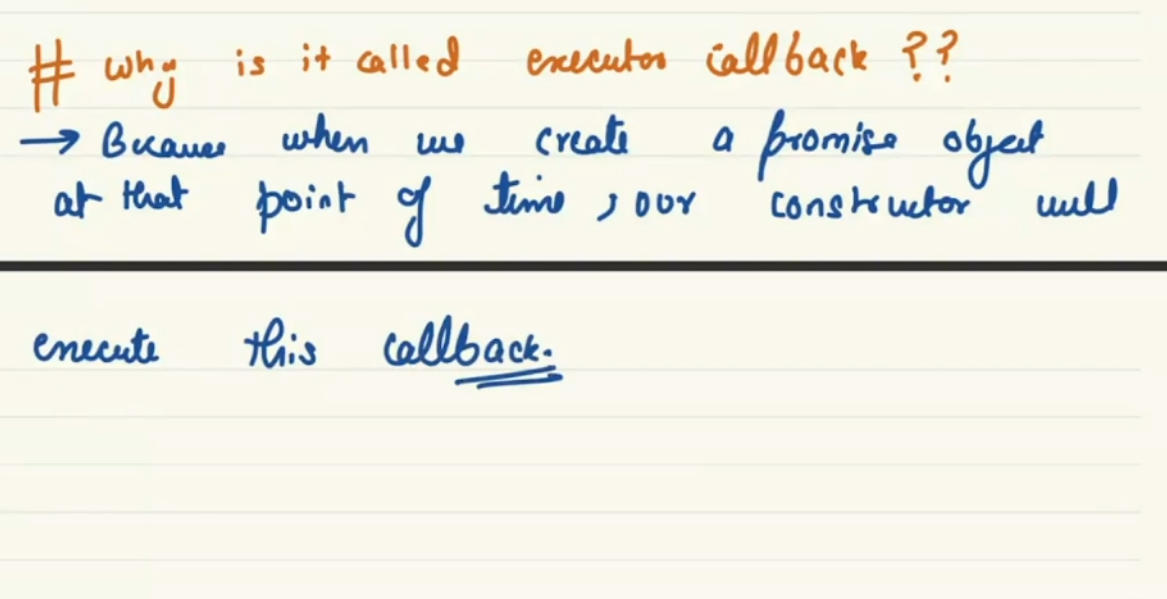 # why is it called executor callback ??
→ Because when we create a promise object
at that point of time , our constructor will
execute this callback.